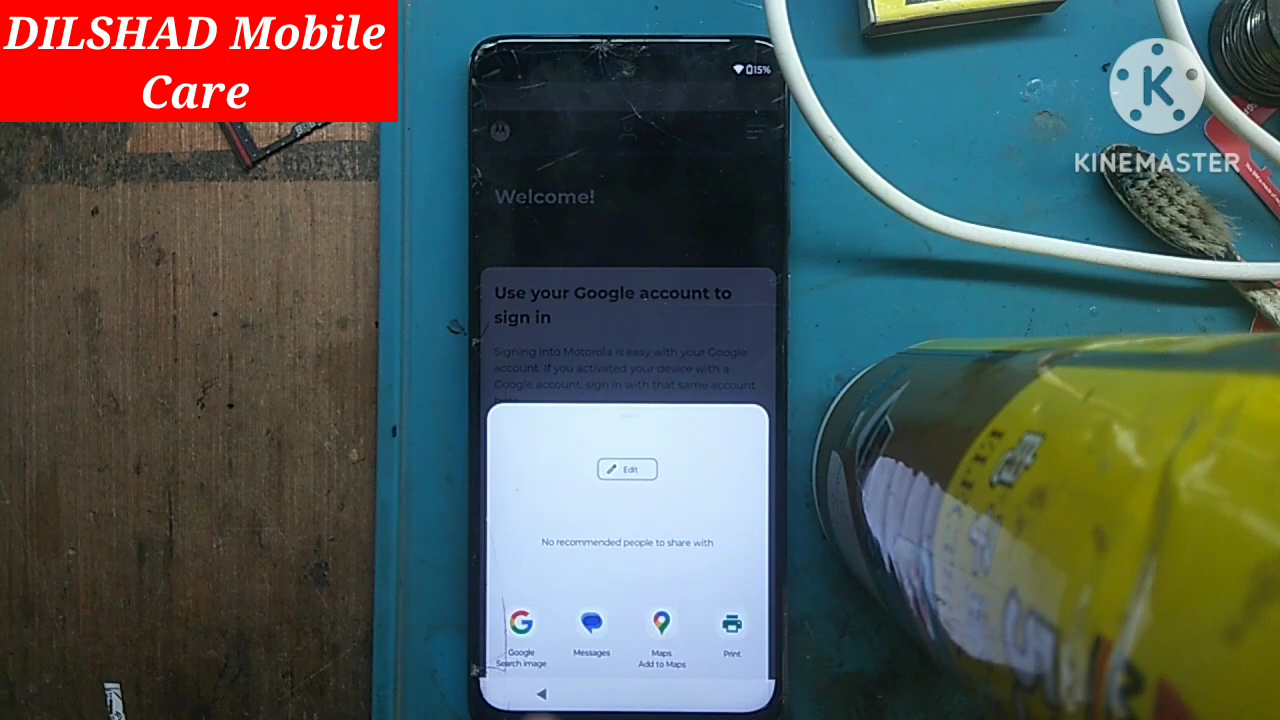 DILSHAD Mobile
Care
KINEMASTER
15%
Welcome!
Use your Google account to
sign in
Signing into Motorola is easy with your Google
account. If you activated your device with a
Google account, sign in with that same account
here.
Edit
No recommended people to share with
Google
Search image
Messages
Maps
Add to Maps
Print